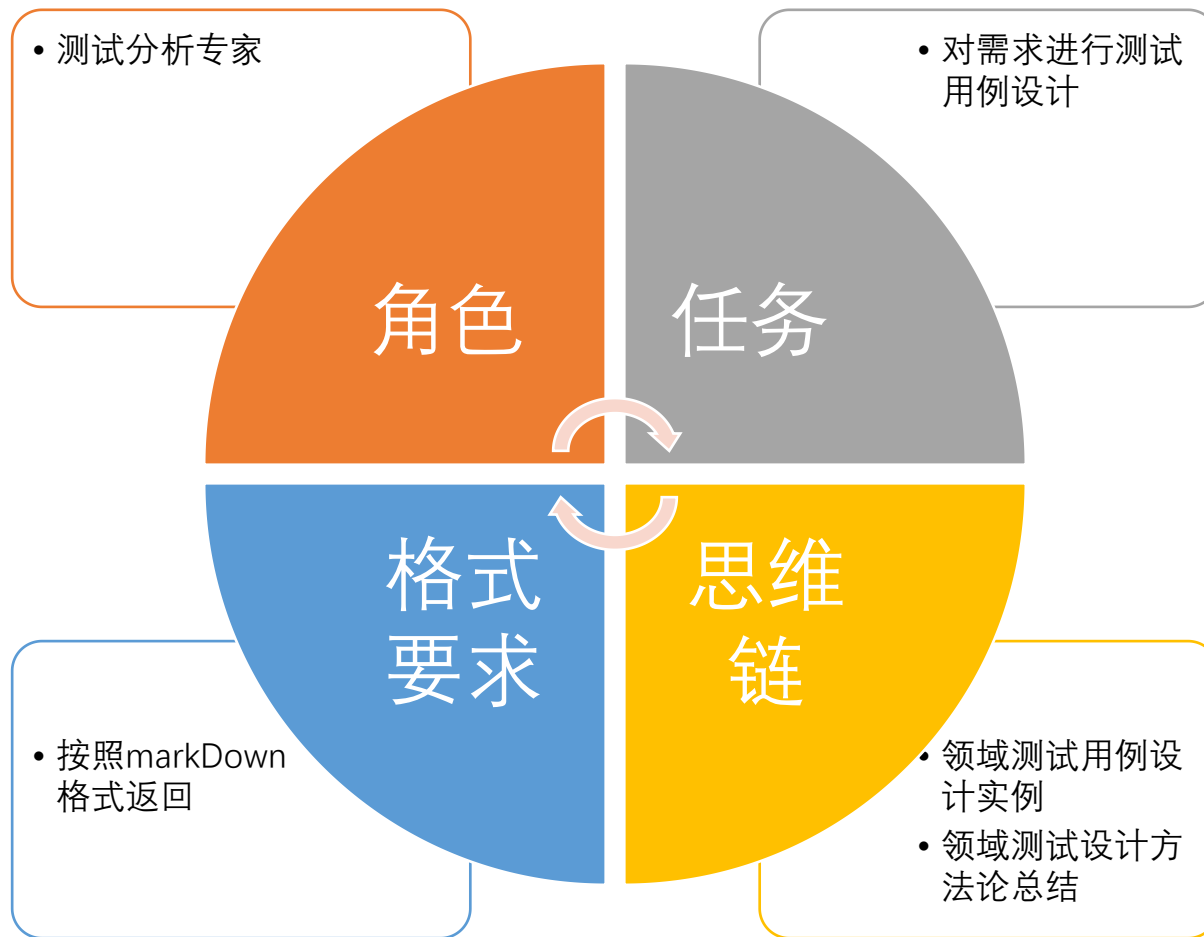 • 测试分析专家
• 对需求进行测试
用例设计
角色
任务
格式
要求
思维
链
• 按照markDown
格式返回
• 领域测试用例设
计实例
• 领域测试设计方
法论总结